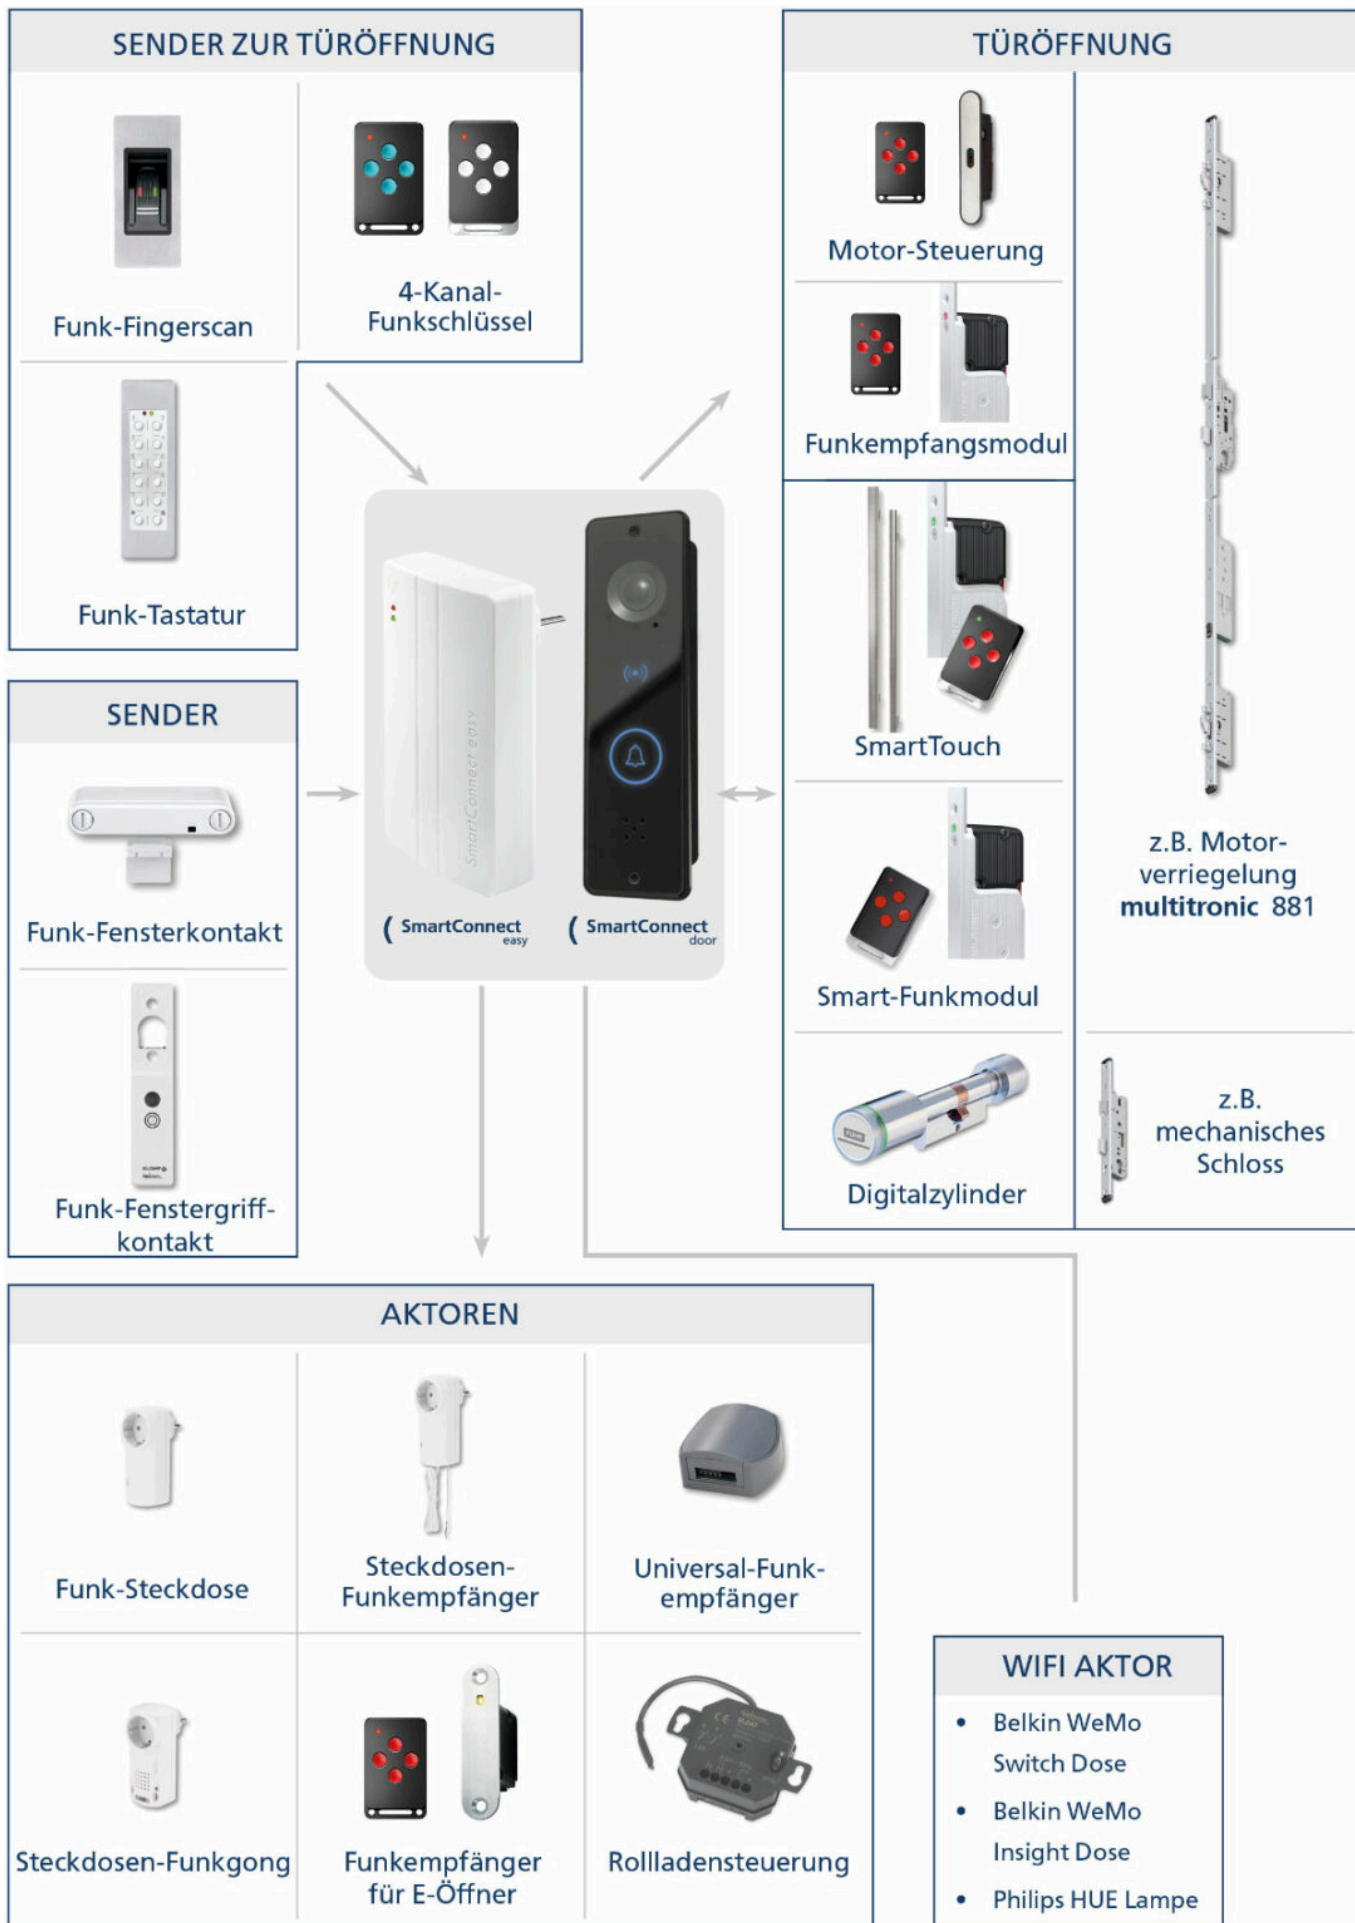 SENDER ZUR TÜRÖFFNUNG
Funk-Fingerscan
4-Kanal-
Funkschlüssel
Funk-Tastatur
SENDER
Funk-Fensterkontakt
Funk-Fenstergriff-
kontakt
SmartConnect easy
SmartConnect
easy
SmartConnect
door
TÜRÖFFNUNG
Motor-Steuerung
Funkempfangsmodul
SmartTouch
Smart-Funkmodul
Digitalzylinder
z.B. Motor-
verriegelung
multitronic 881
z.B.
mechanisches
Schloss
AKTOREN
Funk-Steckdose
Steckdosen-
Funkempfänger
Universal-Funk-
empfänger
Steckdosen-Funkgong
Funkempfänger
für E-Öffner
Rollladensteuerung
WIFI AKTOR
• Belkin WeMo
Switch Dose
• Belkin WeMo
Insight Dose
• Philips HUE Lampe